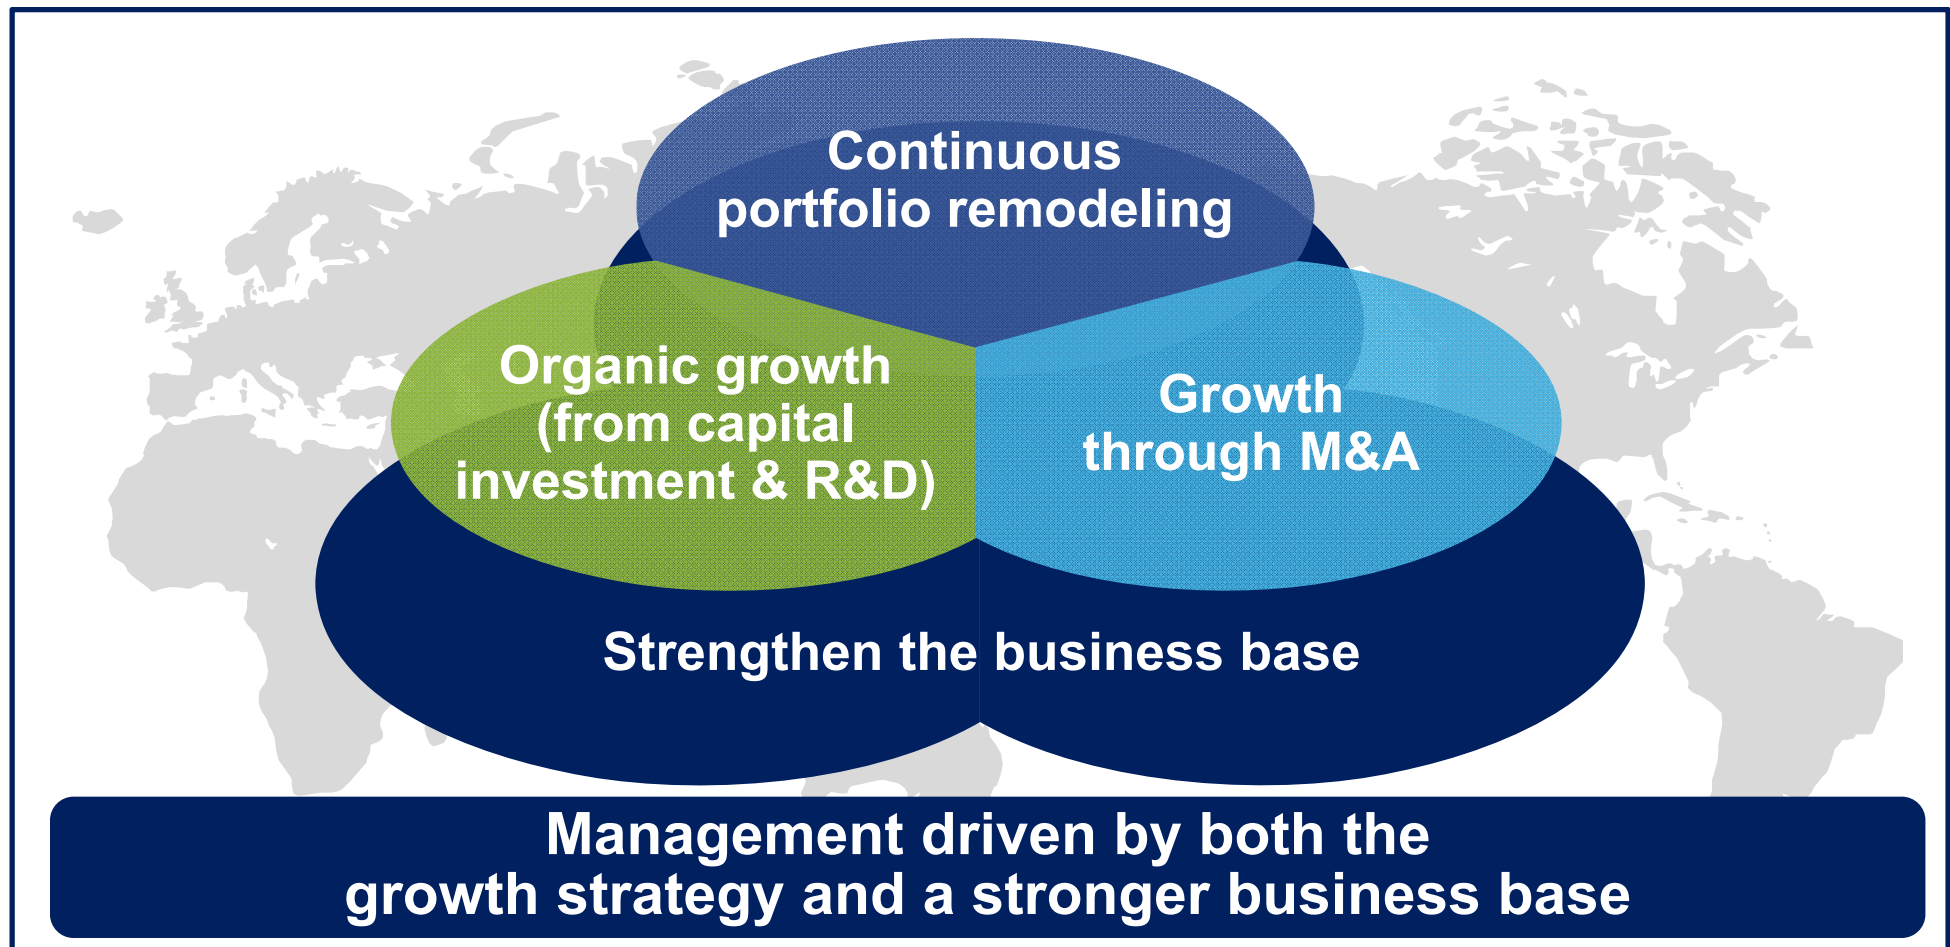 Continuous
portfolio remodeling
Organic growth
(from capital
investment & R&D)
Growth
through M&A
Strengthen the business base
Management driven by both the
growth strategy and a stronger business base